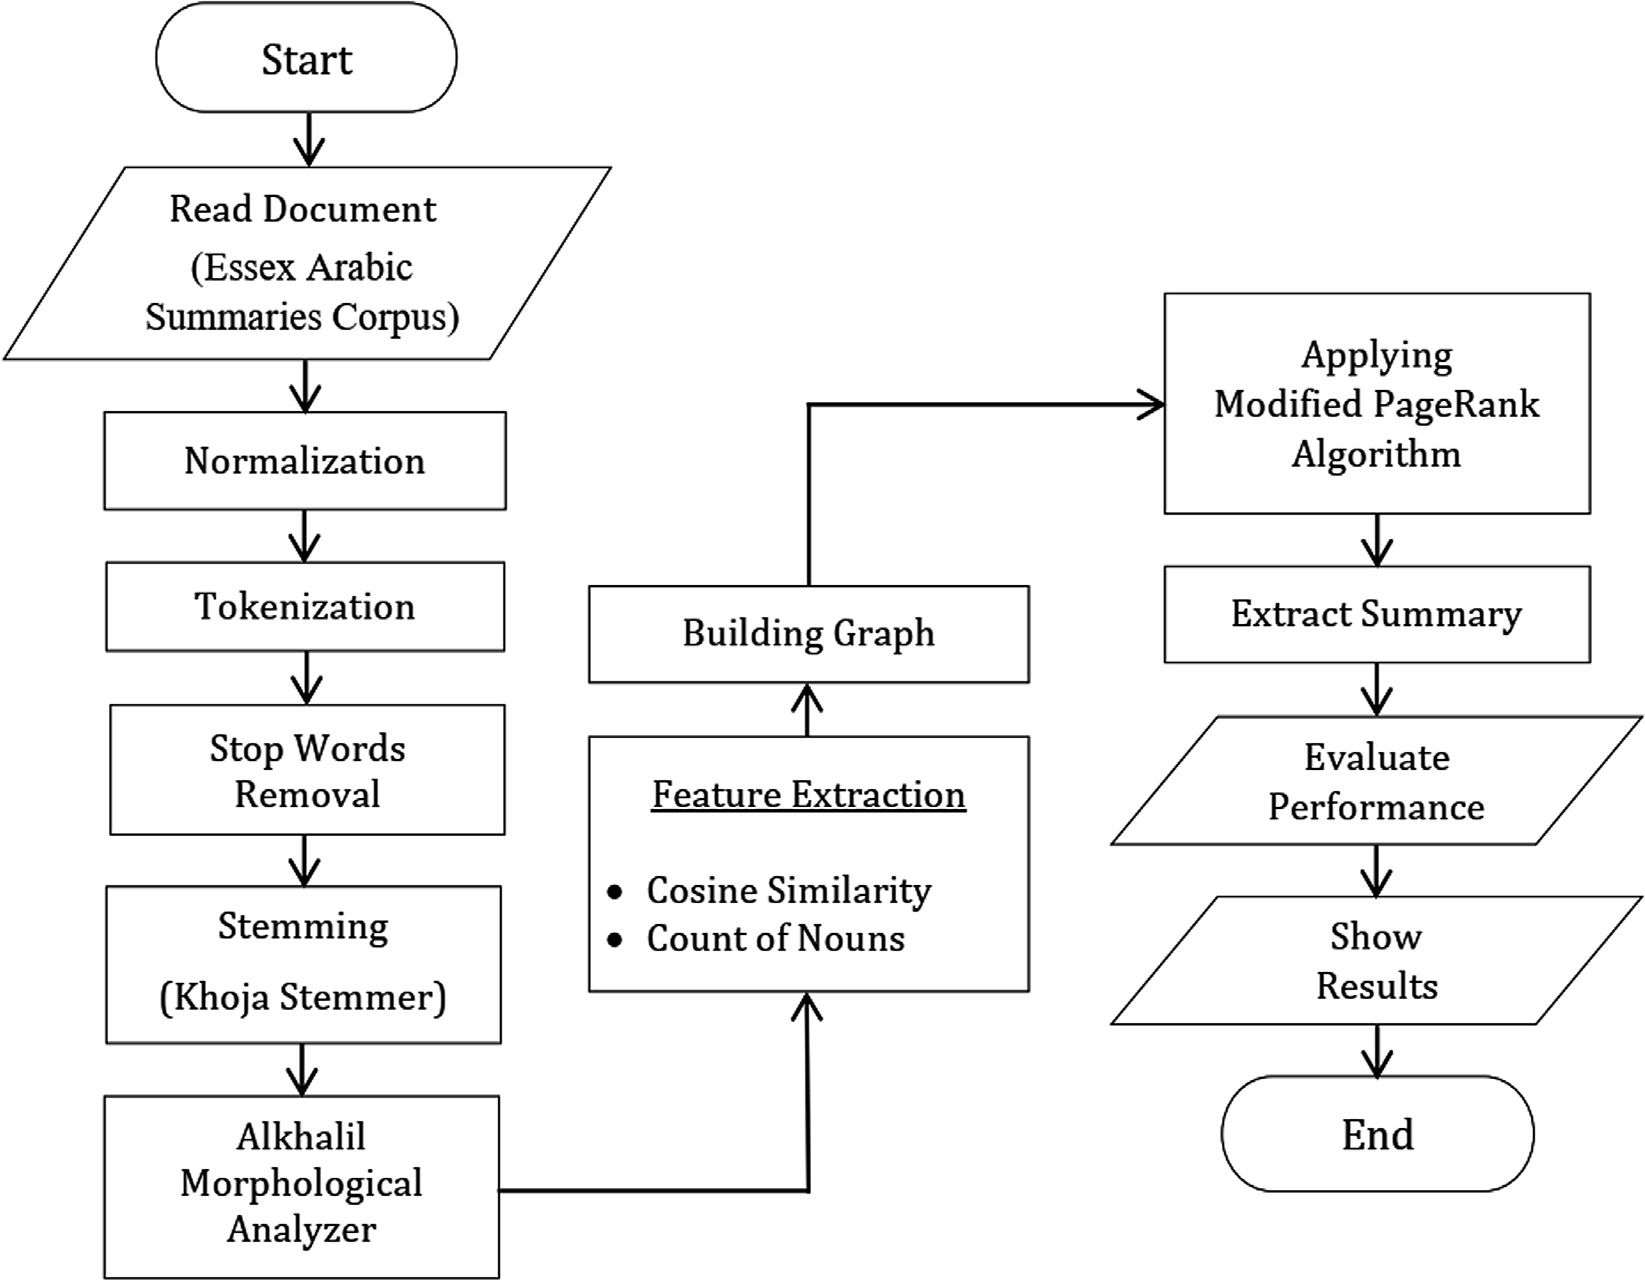 Start
Read Document
(Essex Arabic
Summaries Corpus)
Normalization
Tokenization
Stop Words
Removal
Stemming
(Khoja Stemmer)
Alkhalil
Morphological
Analyzer
Feature Extraction
• Cosine Similarity
• Count of Nouns
Building Graph
Applying
Modified PageRank
Algorithm
Extract Summary
Evaluate
Performance
Show
Results
End